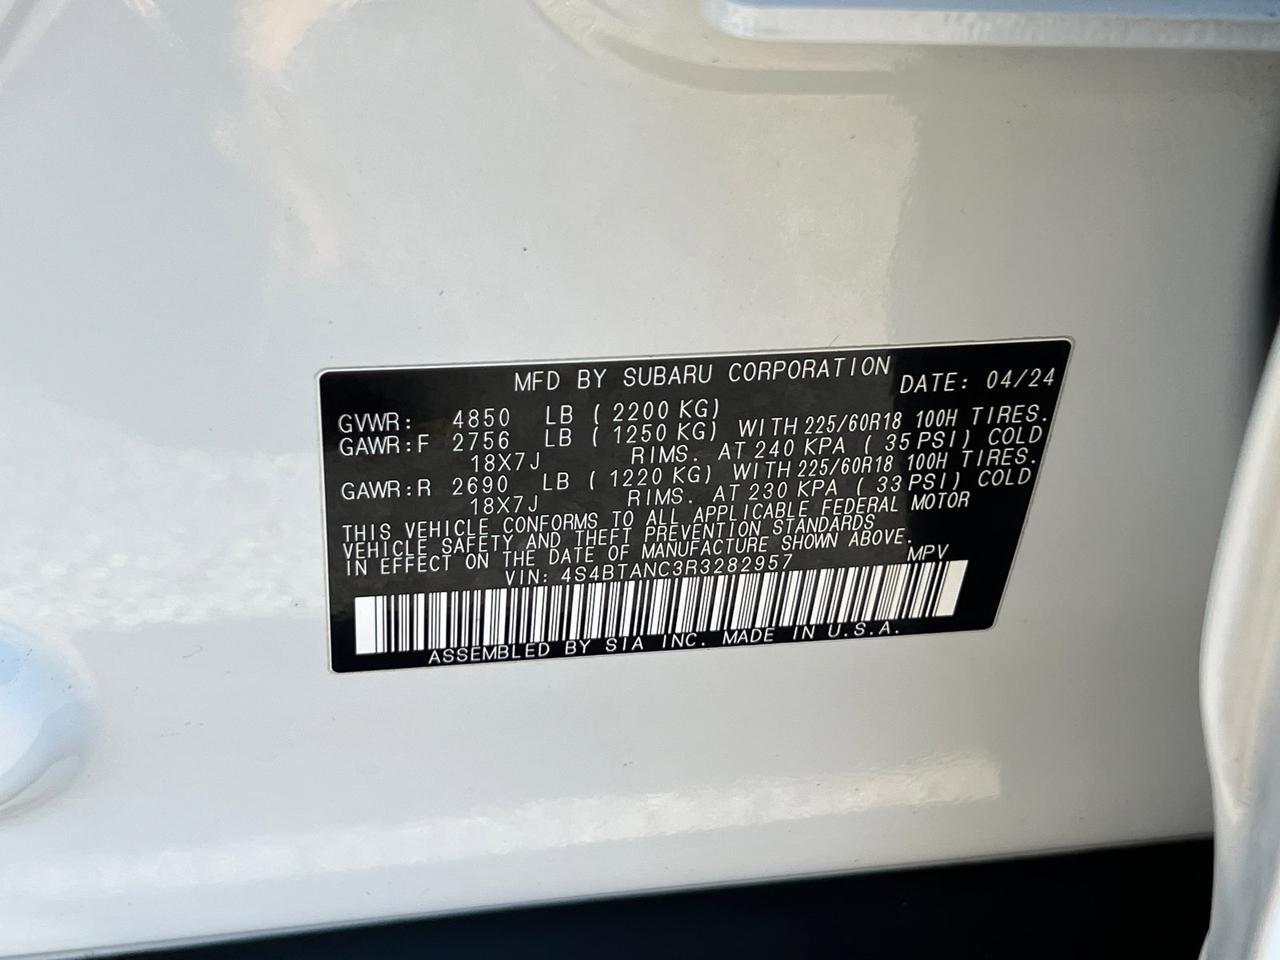 MFD BY SUBARU CORPORATION DATE: 04/24
GVWR: 4850 LB (2200 KG)
GAWR:F 2756 LB (1250 KG) WITH 225/60R18 100H TIRES.
18X7J RIMS. AT 240 KPA (35 PSI) COLD
GAWR:R 2690 LB (1220 KG) WITH 225/60R18 100H TIRES.
18X7J RIMS. AT 230 KPA (33 PSI) COLD
THIS VEHICLE CONFORMS TO ALL APPLICABLE FEDERAL MOTOR
VEHICLE SAFETY AND THEFT PREVENTION STANDARDS
IN EFFECT ON THE DATE OF MANUFACTURE SHOWN ABOVE.
VIN: 4S4BTANC3R3282957 MPV
ASSEMBLED BY SIA INC. MADE IN U.S.A.